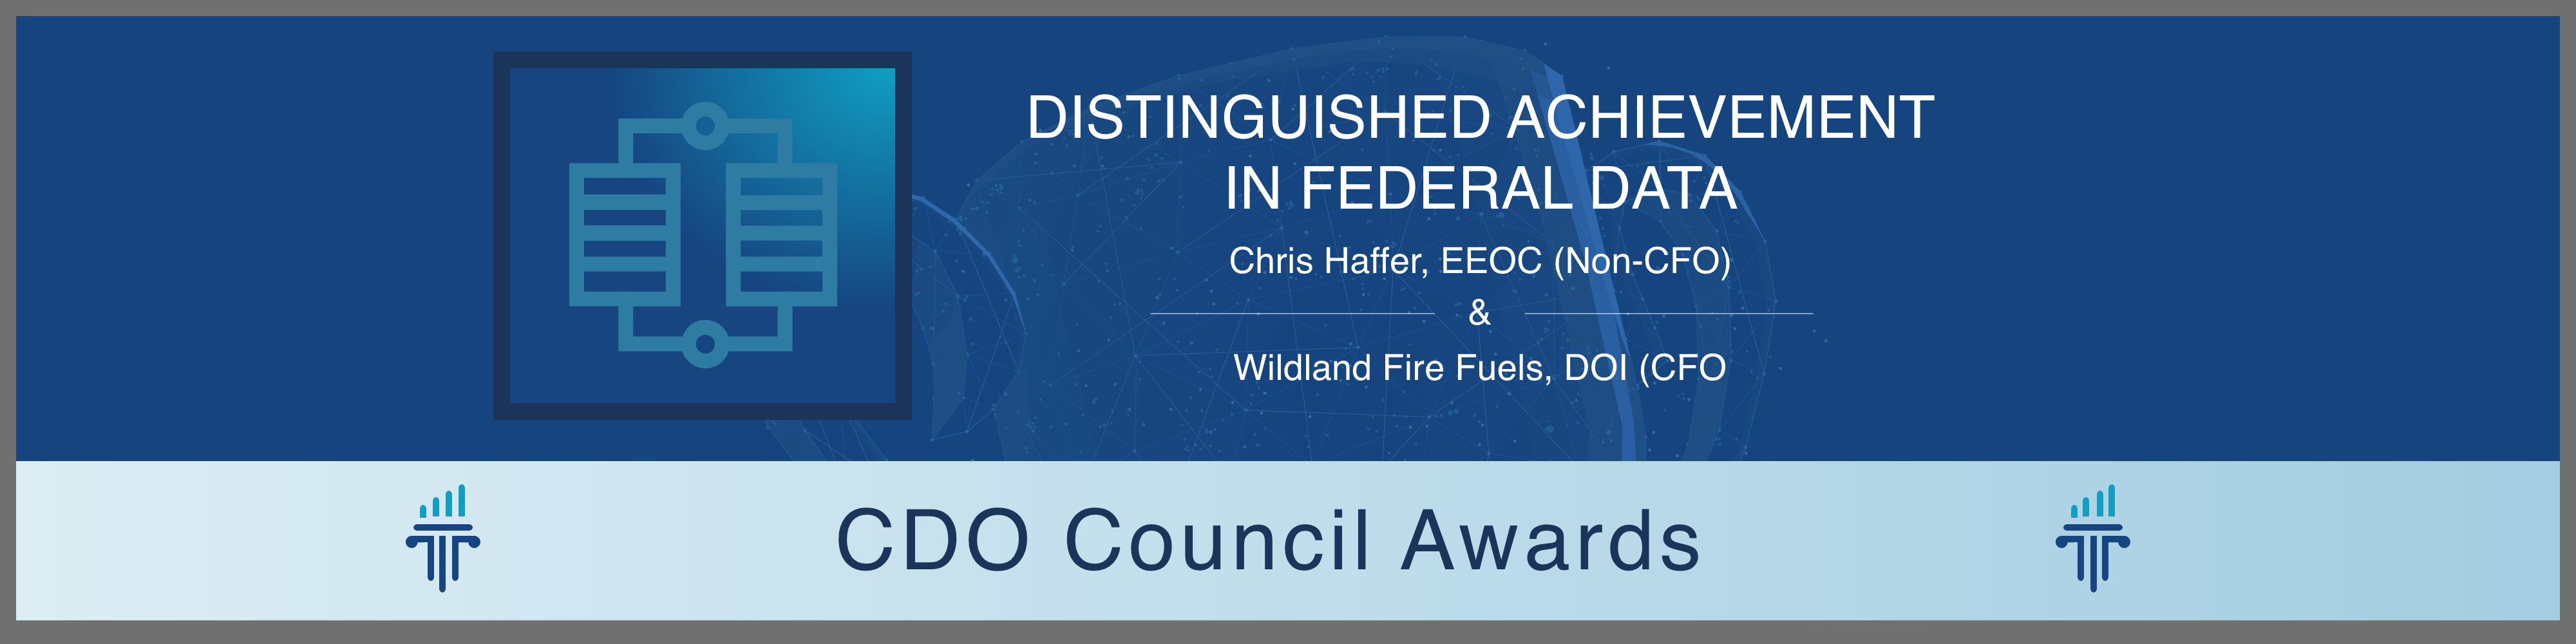 DISTINGUISHED ACHIEVEMENT
IN FEDERAL DATA
Chris Haffer, EEOC (Non-CFO)
&
Wildland Fire Fuels, DOI (CFO
CDO Council Awards